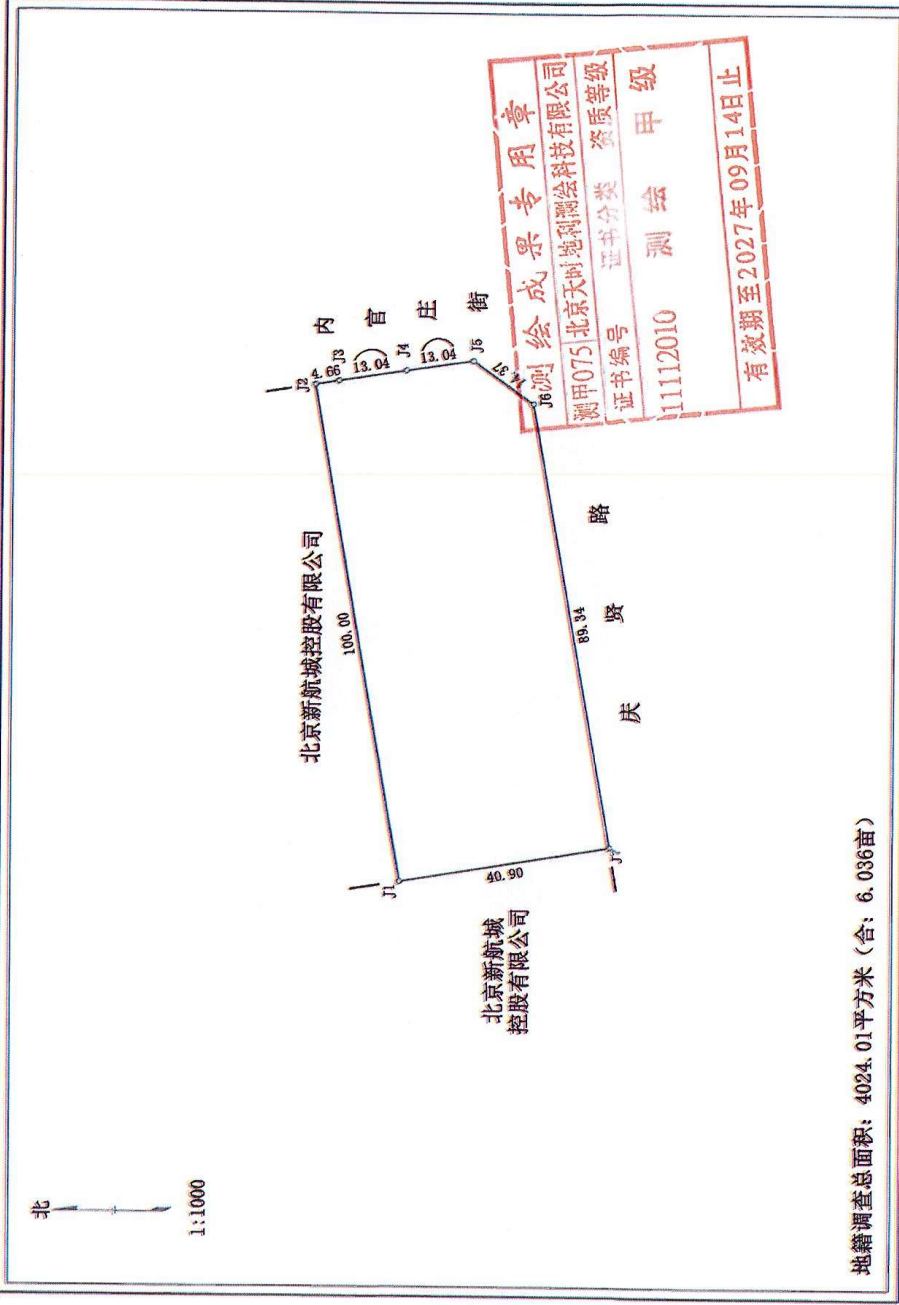 北
1:1000
北京新航城控股有限公司
100.00
J1
J2
4.66
J3
13.04
J4
13.04
J5
14.37
J6
89.34
J7
40.90
内官庄街
北京新航城
控股有限公司
庆贤路
测绘成果专用章
测甲075 北京天时地利测绘科技有限公司
证书编号 证书分类 资质等级
11112010 测绘 甲级
有效期至2027年09月14日止
地籍调查总面积：4024.01平方米（合：6.036亩）